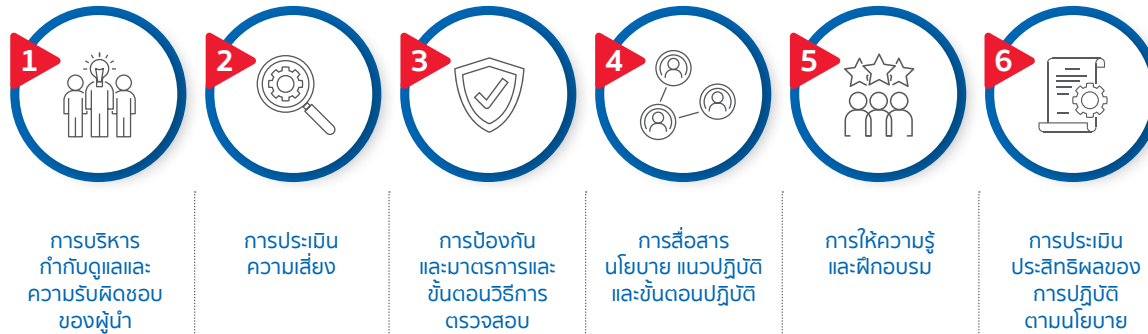 1
การบริหาร
กำกับดูแลและ
ความรับผิดชอบ
ของผู้นำ
2
การประเมิน
ความเสี่ยง
3
การป้องกัน
และมาตรการและ
ขั้นตอนวิธีการ
ตรวจสอบ
4
การสื่อสาร
นโยบาย แนวปฏิบัติ
และขั้นตอนปฏิบัติ
5
การให้ความรู้
และฝึกอบรม
6
การประเมิน
ประสิทธิผลของ
การปฏิบัติ
ตามนโยบาย